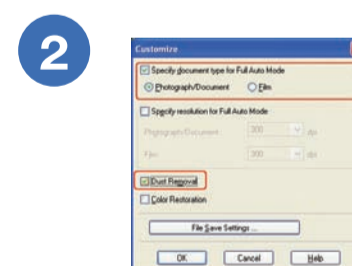 2
Customize
Specify document type for Full Auto Mode
Photograph/Document Film
Specify resolution for Full Auto Mode
Photograph/Document: 300 dpi
Film: 300 dpi
Dust Removal
Color Restoration
File Save Settings ...
OK Cancel Help